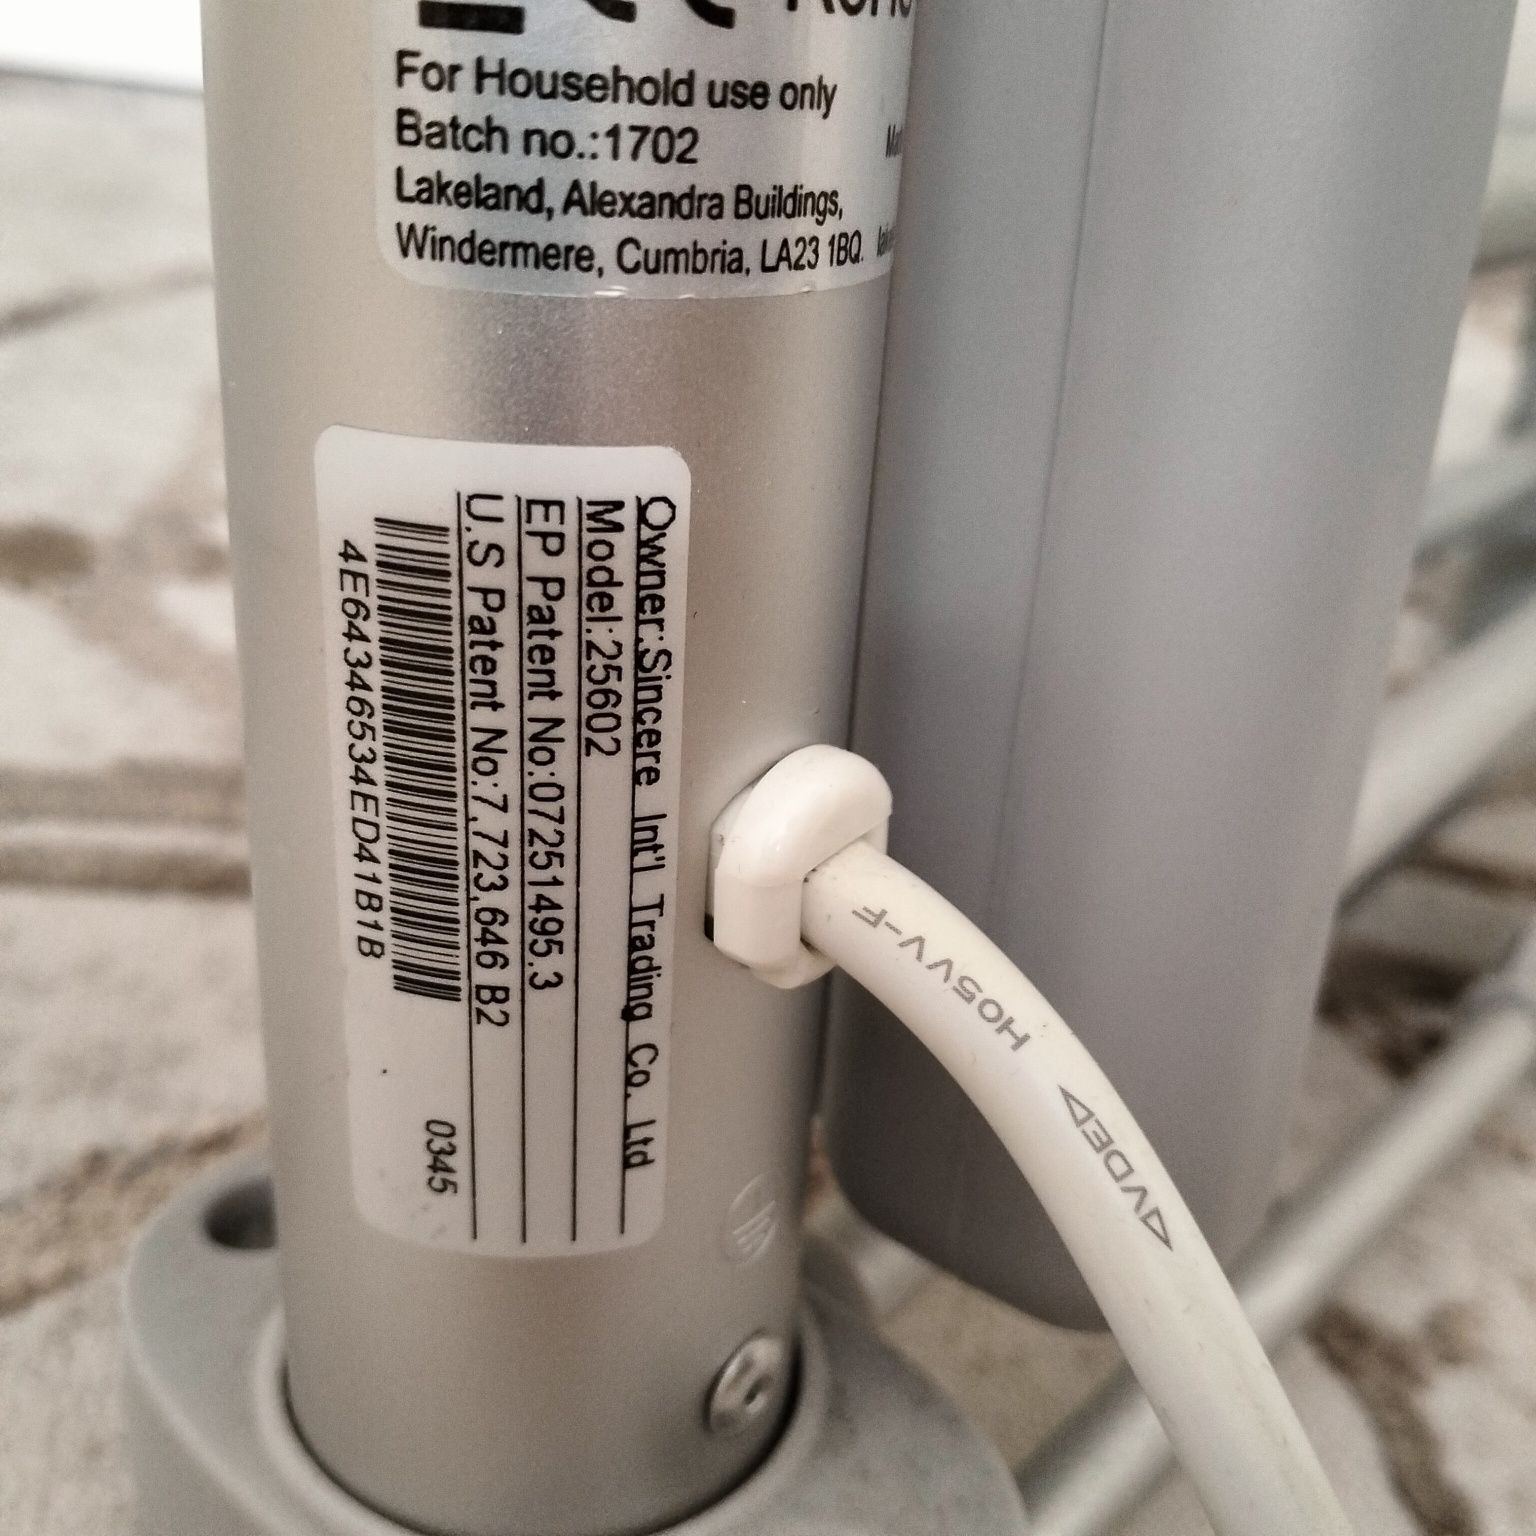 For Household use only
Batch no.:1702
Lakeland, Alexandra Buildings,
Windermere, Cumbria, LA23 1BQ.
Owner:Sincere Int'l Trading Co. Ltd
Model:25602
EP Patent No:07251495.3
U.S Patent No:7,723,646 B2
4E64346534ED41B1B
0345
H05VV-F
◁VDE▷